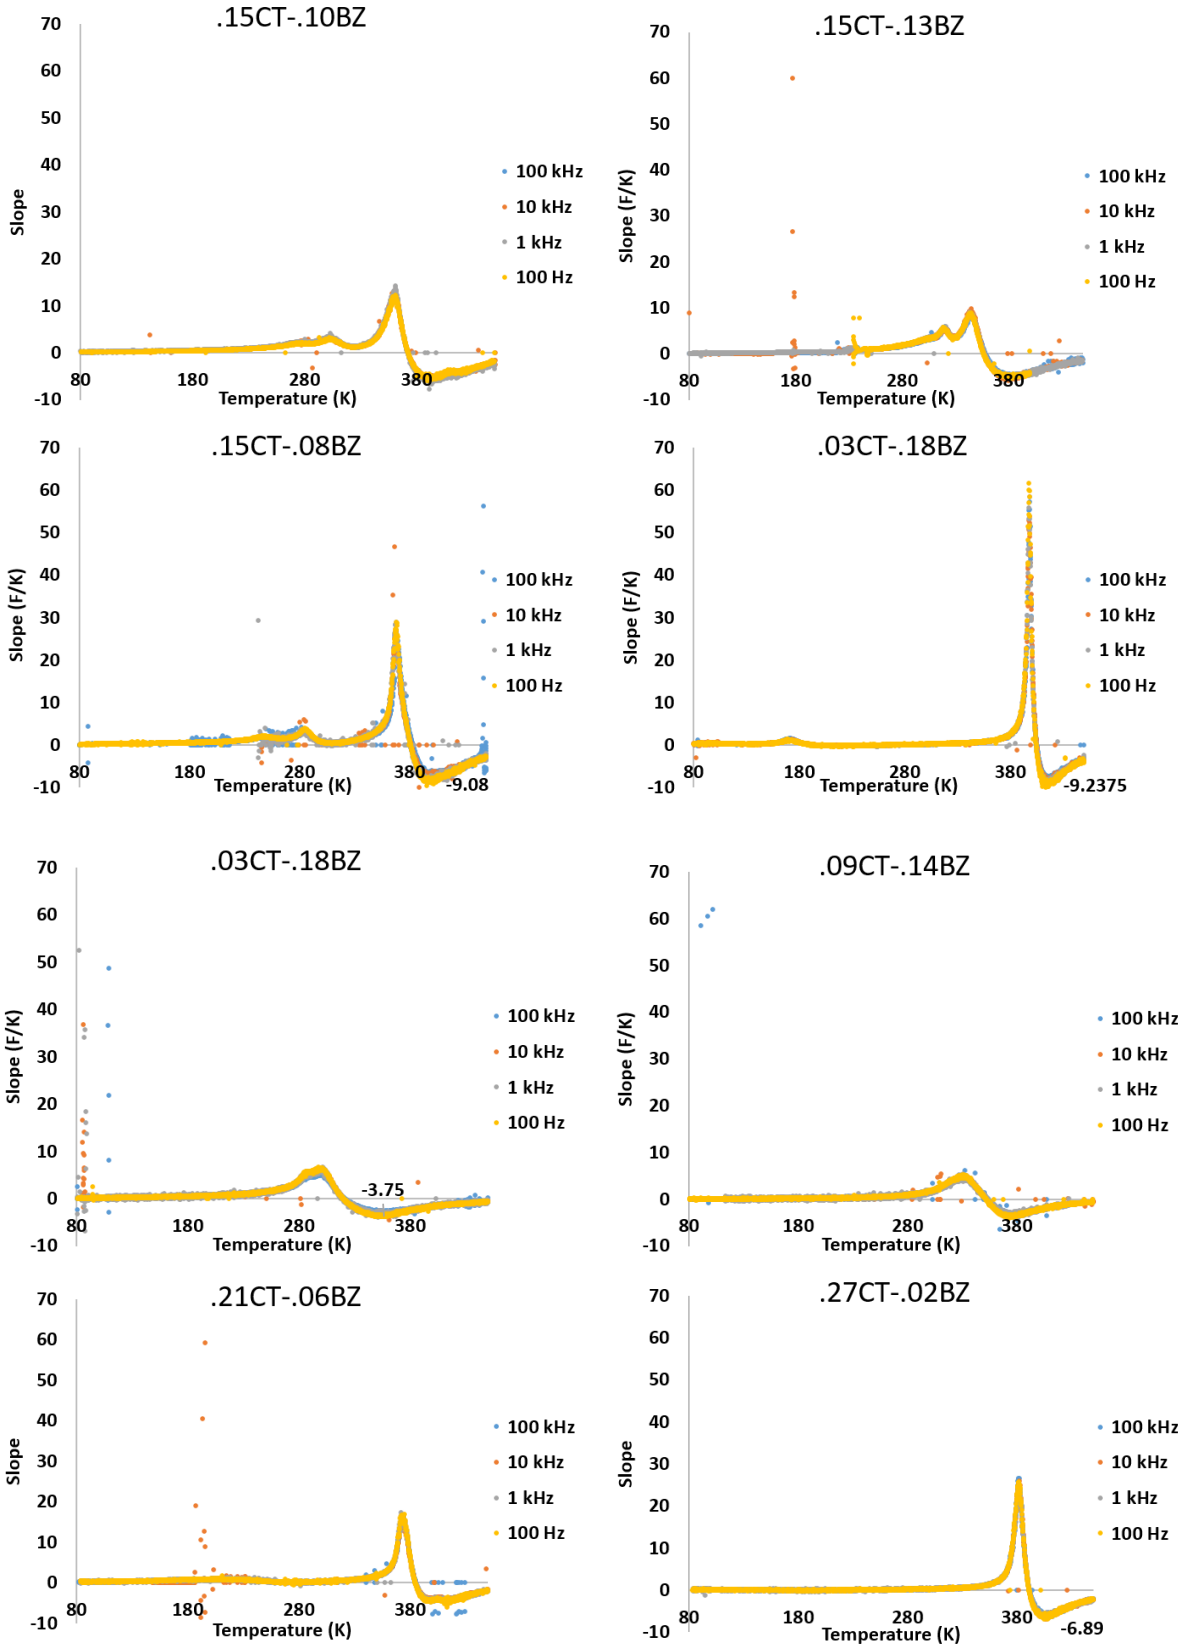 .15CT-.10BZ
70
60
50
40
30
20
10
0
-10
Slope
80
180
280
380
Temperature (K)
100 kHz
10 kHz
1 kHz
100 Hz
.15CT-.13BZ
70
60
50
40
30
20
10
0
-10
Slope (F/K)
80
180
280
380
Temperature (K)
100 kHz
10 kHz
1 kHz
100 Hz
.15CT-.08BZ
70
60
50
40
30
20
10
0
-10
Slope (F/K)
80
180
280
380
-9.08
Temperature (K)
100 kHz
10 kHz
1 kHz
100 Hz
.03CT-.18BZ
70
60
50
40
30
20
10
0
-10
Slope (F/K)
80
180
280
380
-9.2375
Temperature (K)
100 kHz
10 kHz
1 kHz
100 Hz
.03CT-.18BZ
70
60
50
40
30
20
10
0
-10
Slope (F/K)
-3.75
80
180
280
380
Temperature (K)
100 kHz
10 kHz
1 kHz
100 Hz
.09CT-.14BZ
70
60
50
40
30
20
10
0
-10
Slope (F/K)
80
180
280
380
Temperature (K)
100 kHz
10 kHz
1 kHz
100 Hz
.21CT-.06BZ
70
60
50
40
30
20
10
0
-10
Slope
80
180
280
380
Temperature (K)
100 kHz
10 kHz
1 kHz
100 Hz
.27CT-.02BZ
70
60
50
40
30
20
10
0
-10
Slope
80
180
280
380
-6.89
Temperature (K)
100 kHz
10 kHz
1 kHz
100 Hz